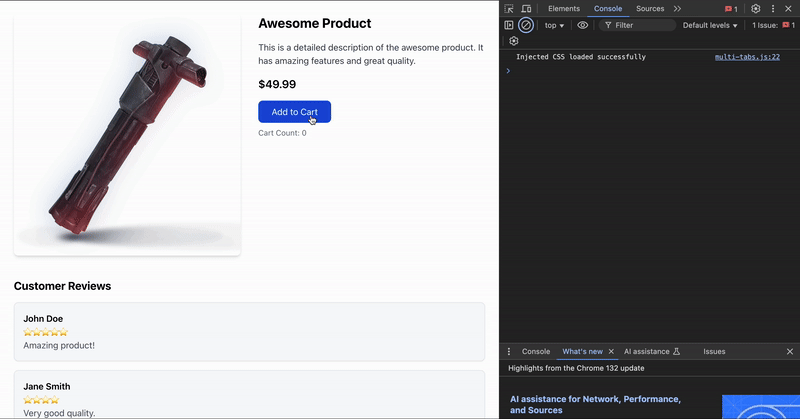 Awesome Product
This is a detailed description of the awesome product. It
has amazing features and great quality.
$49.99
Add to Cart
Cart Count: 0
Customer Reviews
John Doe
⭐⭐⭐⭐⭐
Amazing product!
Jane Smith
⭐⭐⭐⭐
Very good quality.
Elements Console Sources 1
top Filter Default levels 1 Issue: 1
Injected CSS loaded successfully multi-tabs.js:22
Console What's new AI assistance Issues
Highlights from the Chrome 132 update
AI assistance for Network, Performance,
and Sources